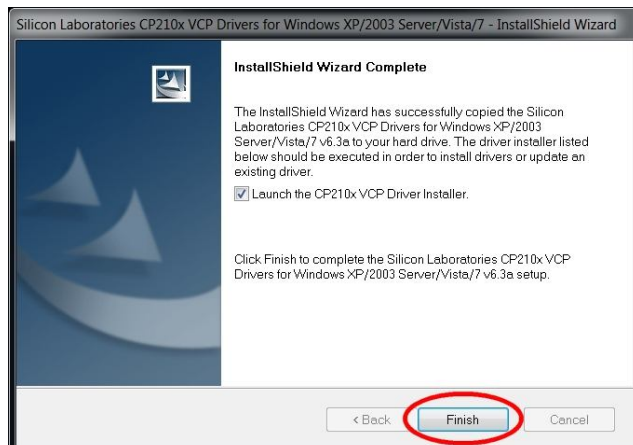 Silicon Laboratories CP210x VCP Drivers for Windows XP/2003 Server/Vista/7 - InstallShield Wizard
InstallShield Wizard Complete
The InstallShield Wizard has successfully copied the Silicon
Laboratories CP210x VCP Drivers for Windows XP/2003
Server/Vista/7 v6.3a to your hard drive. The driver installer listed
below should be executed in order to install drivers or update an
existing driver.
Launch the CP210x VCP Driver Installer.
Click Finish to complete the Silicon Laboratories CP210x VCP
Drivers for Windows XP/2003 Server/Vista/7 v6.3a setup.
< Back
Finish
Cancel